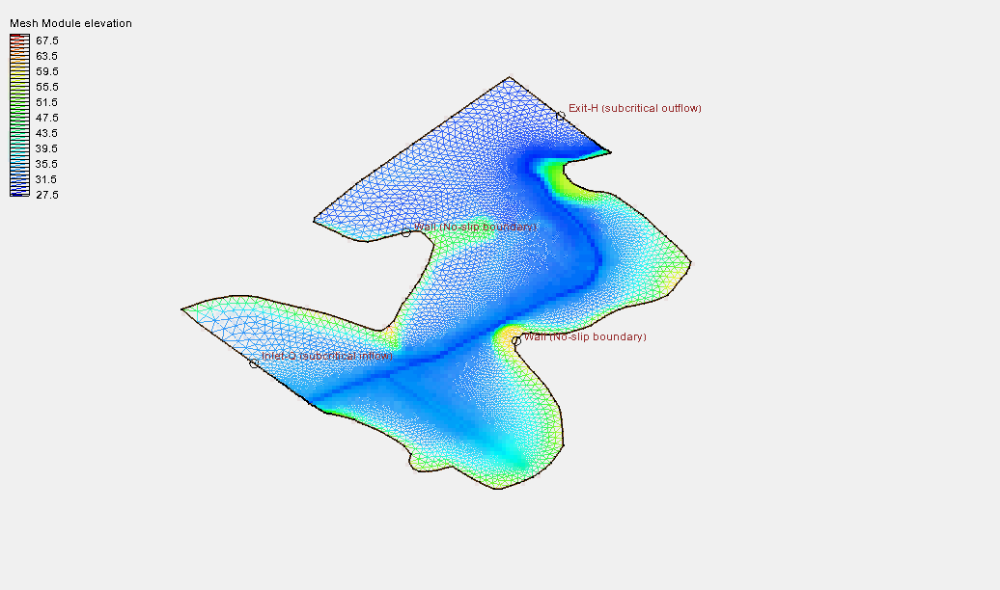 Mesh Module elevation
67.5
63.5
59.5
55.5
51.5
47.5
43.5
39.5
35.5
31.5
27.5
Exit-H (subcritical outflow)
Wall (No-slip boundary)
Wall (No-slip boundary)
Inlet-Q (subcritical inflow)